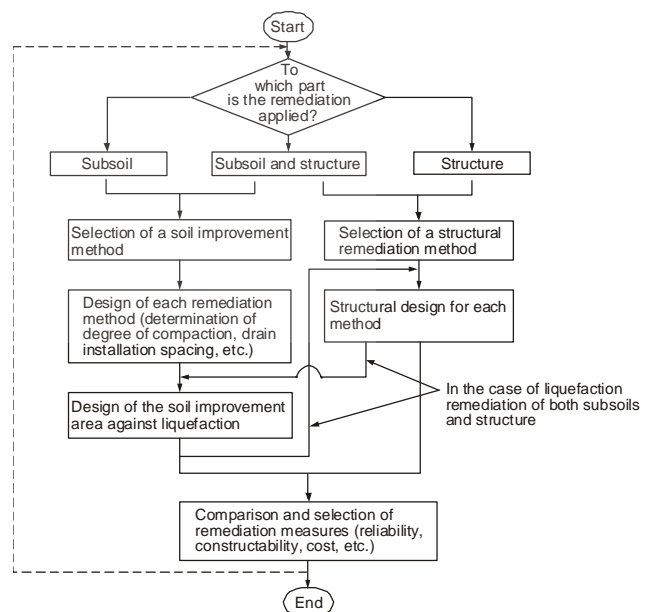 Start
To
which part
is the remediation
applied?
Subsoil
Subsoil and structure
Structure
Selection of a soil improvement
method
Selection of a structural
remediation method
Design of each remediation
method (determination of
degree of compaction, drain
installation spacing, etc.)
Structural design for each
method
Design of the soil improvement
area against liquefaction
In the case of liquefaction
remediation of both subsoils
and structure
Comparison and selection of
remediation measures (reliability,
constructability, cost, etc.)
End